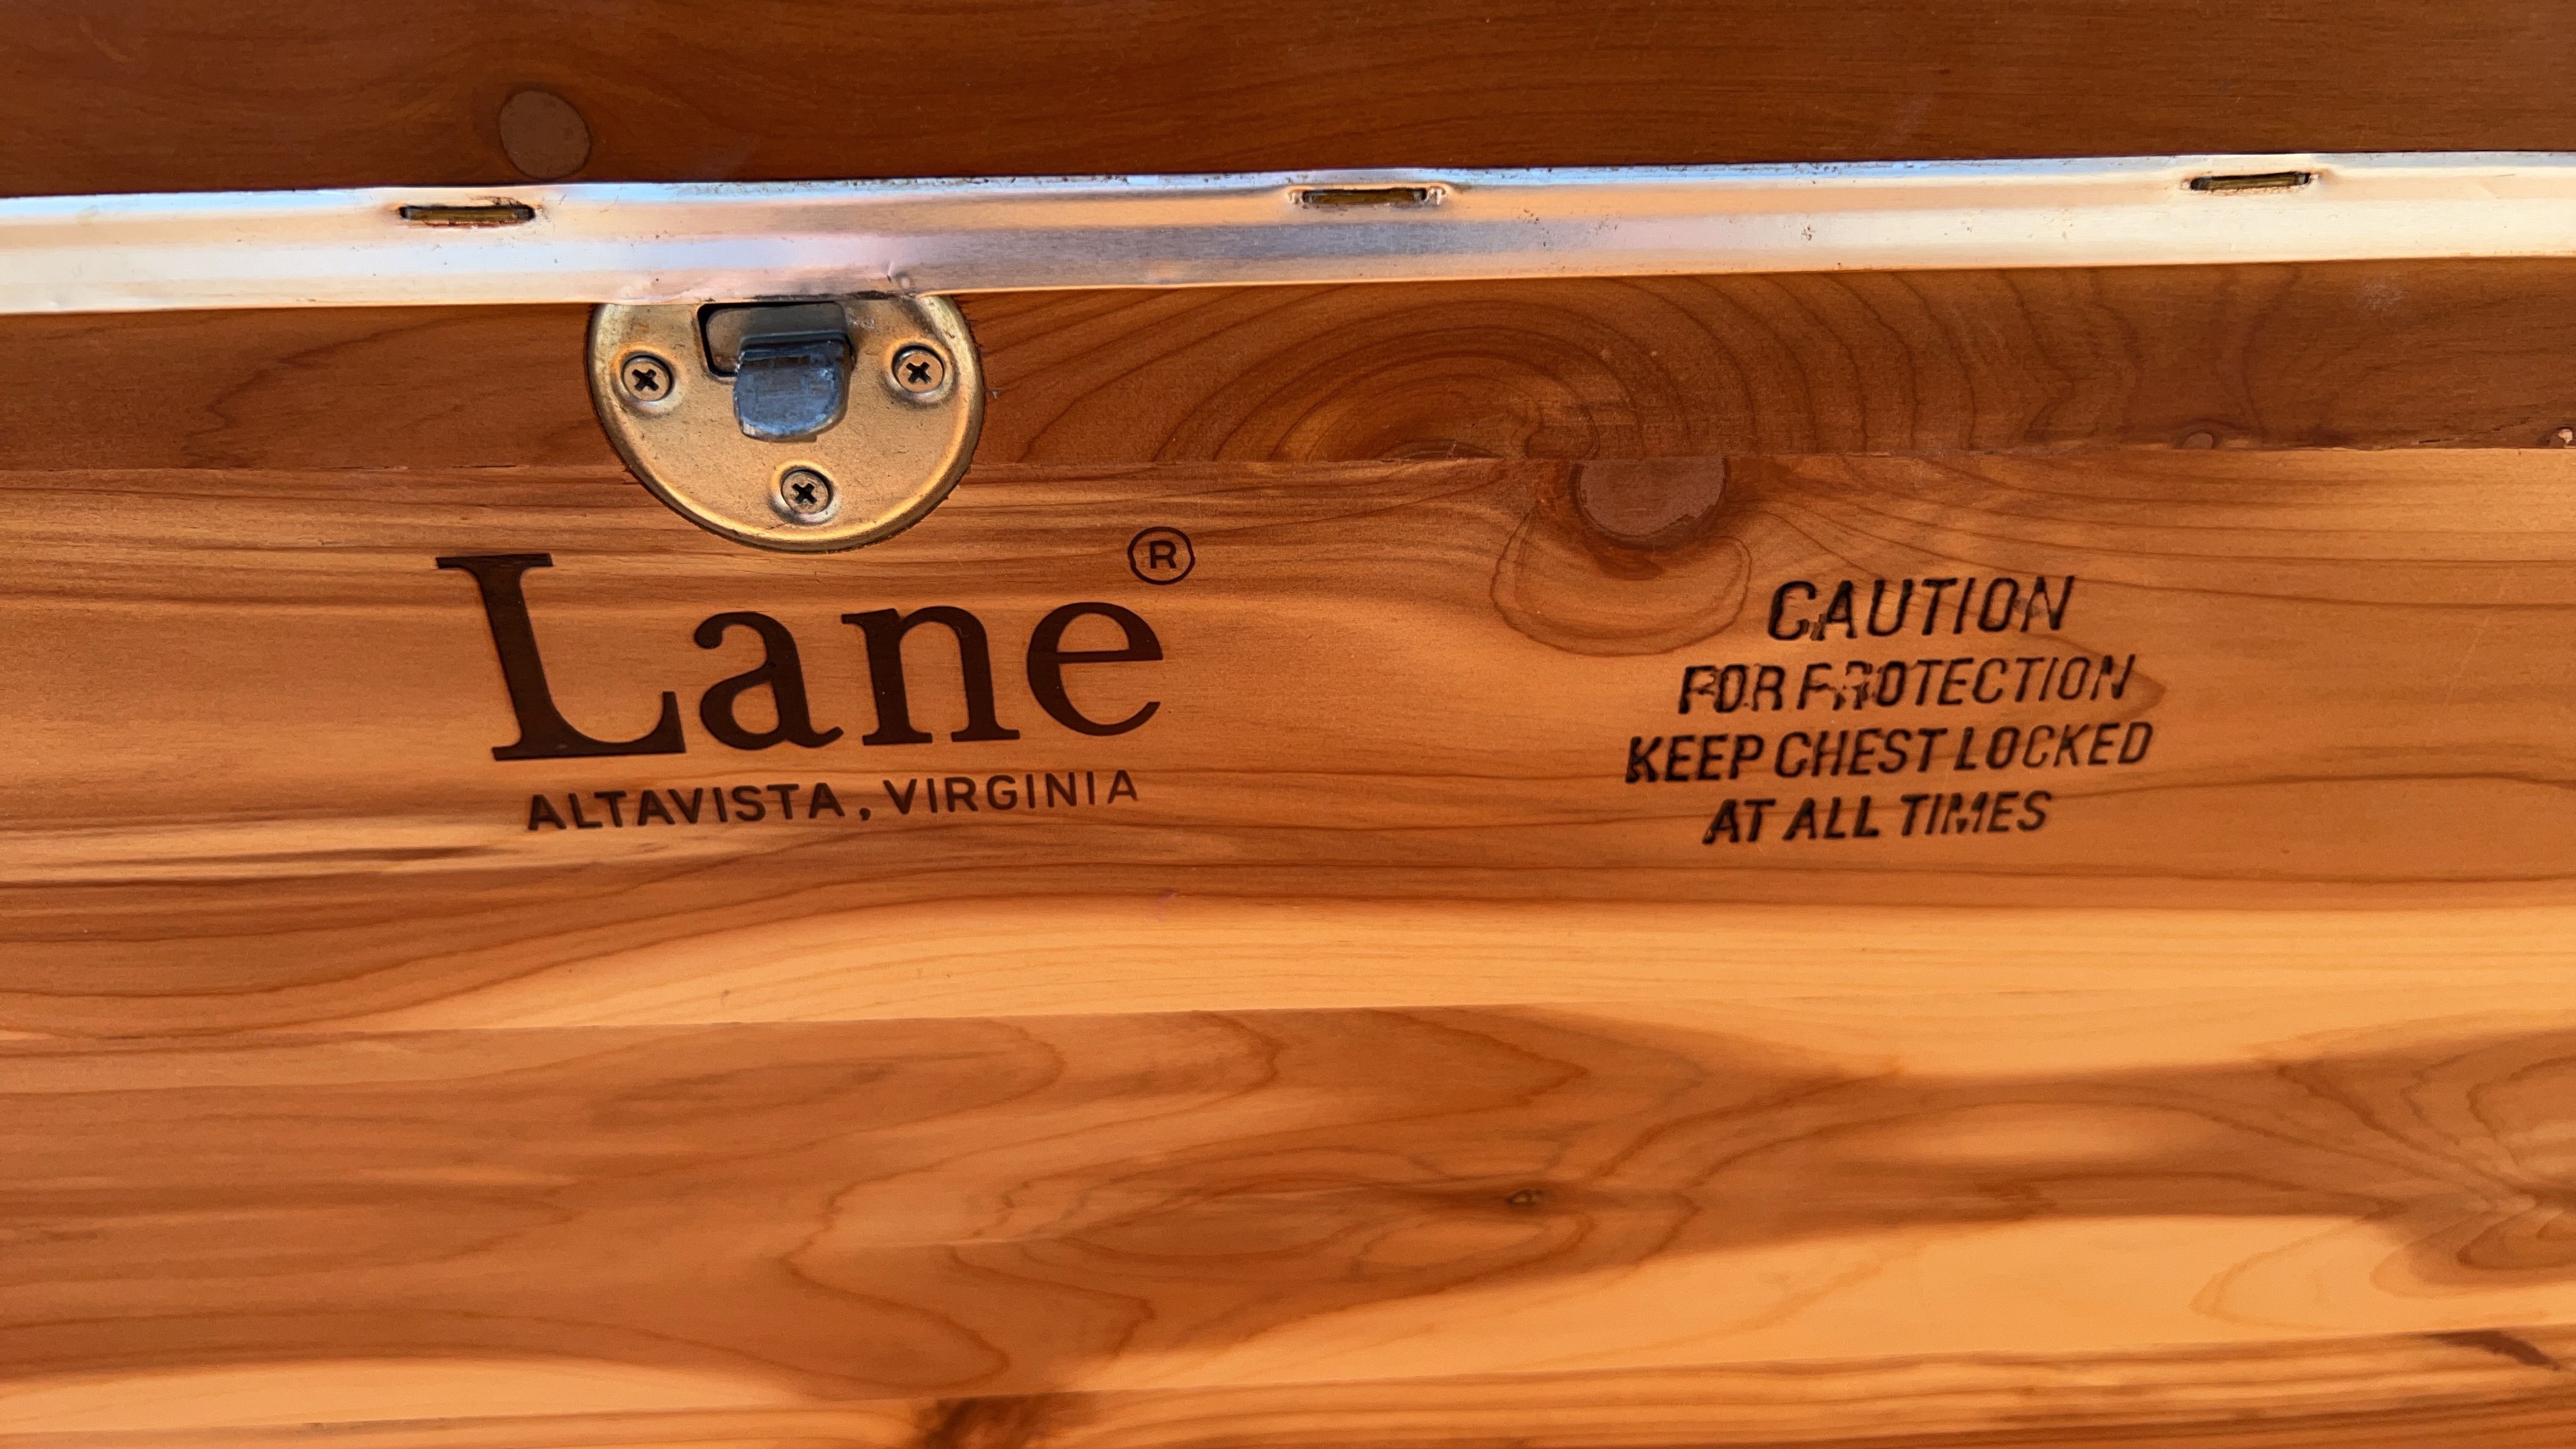 Lane®
ALTAVISTA, VIRGINIA
CAUTION
FOR PROTECTION
KEEP CHEST LOCKED
AT ALL TIMES